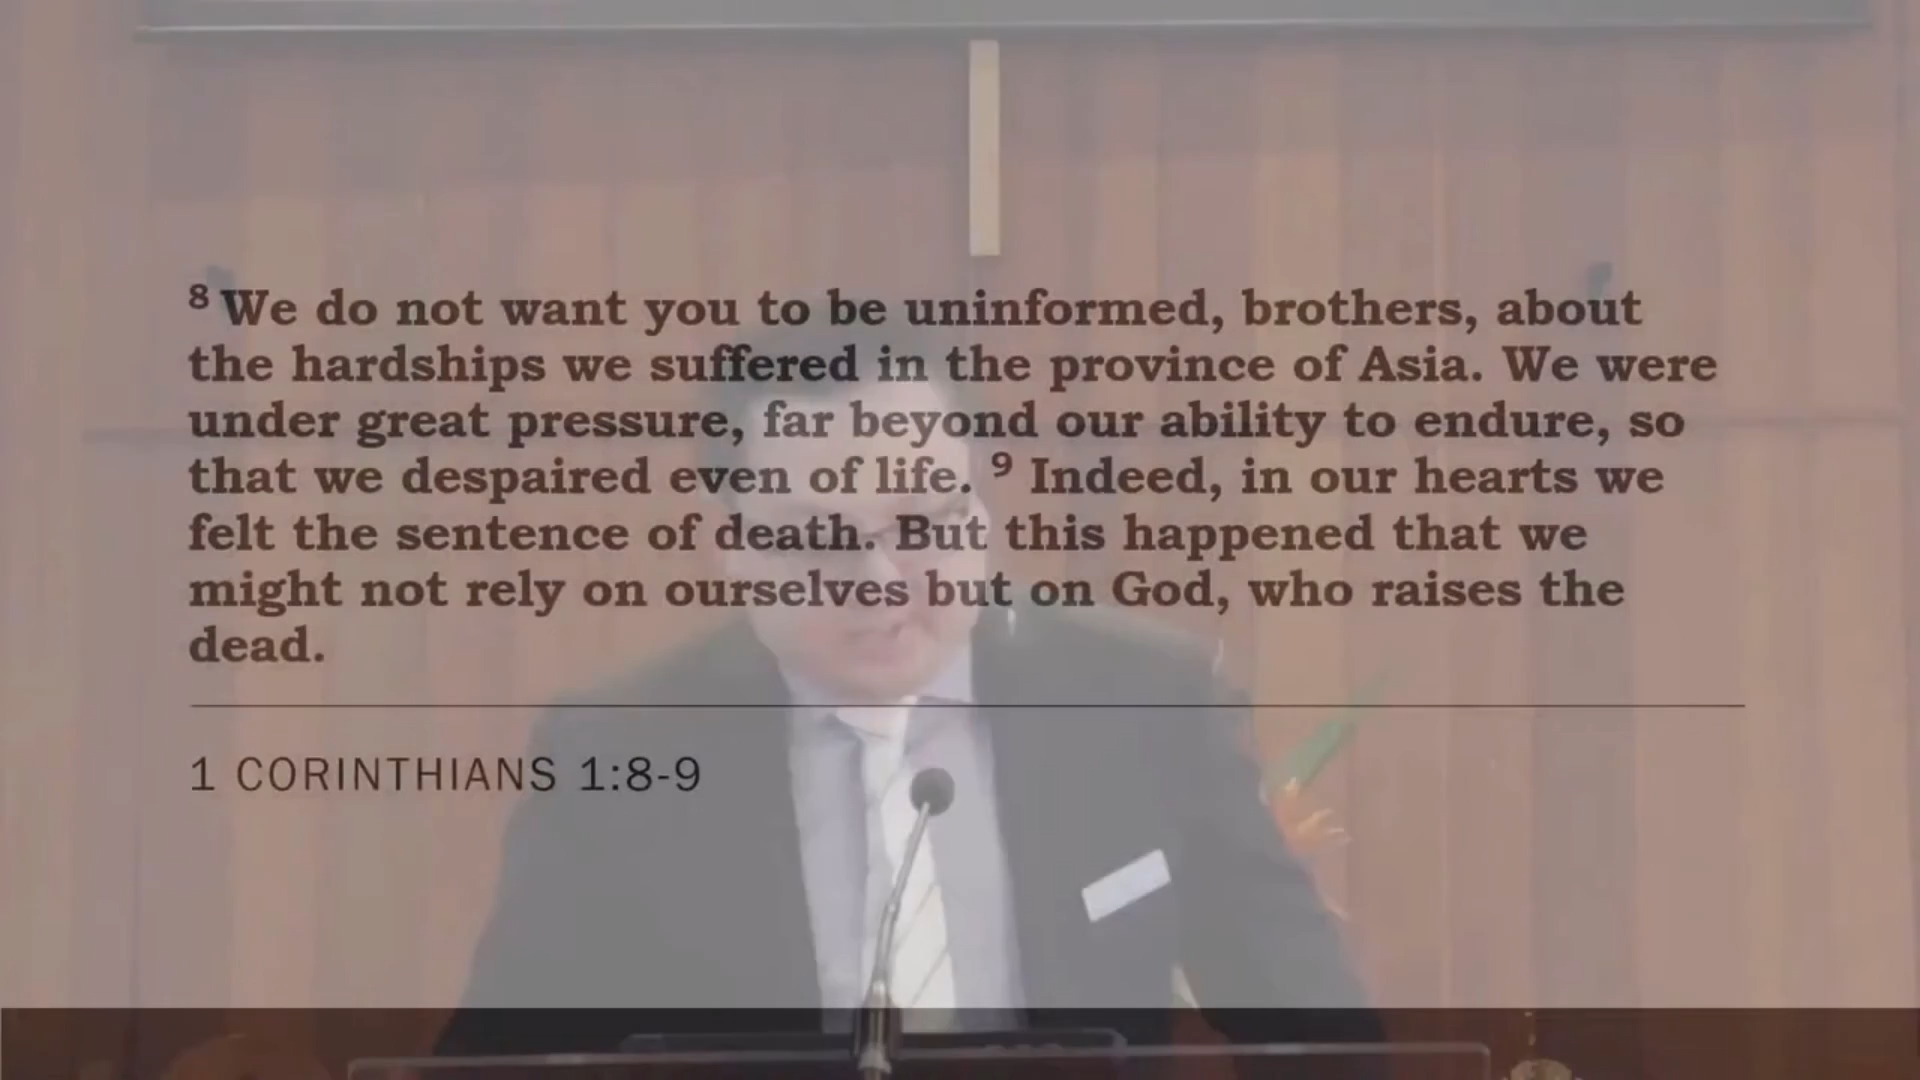 8 We do not want you to be uninformed, brothers, about
the hardships we suffered in the province of Asia. We were
under great pressure, far beyond our ability to endure, so
that we despaired even of life. 9 Indeed, in our hearts we
felt the sentence of death. But this happened that we
might not rely on ourselves but on God, who raises the
dead.
1 CORINTHIANS 1:8-9